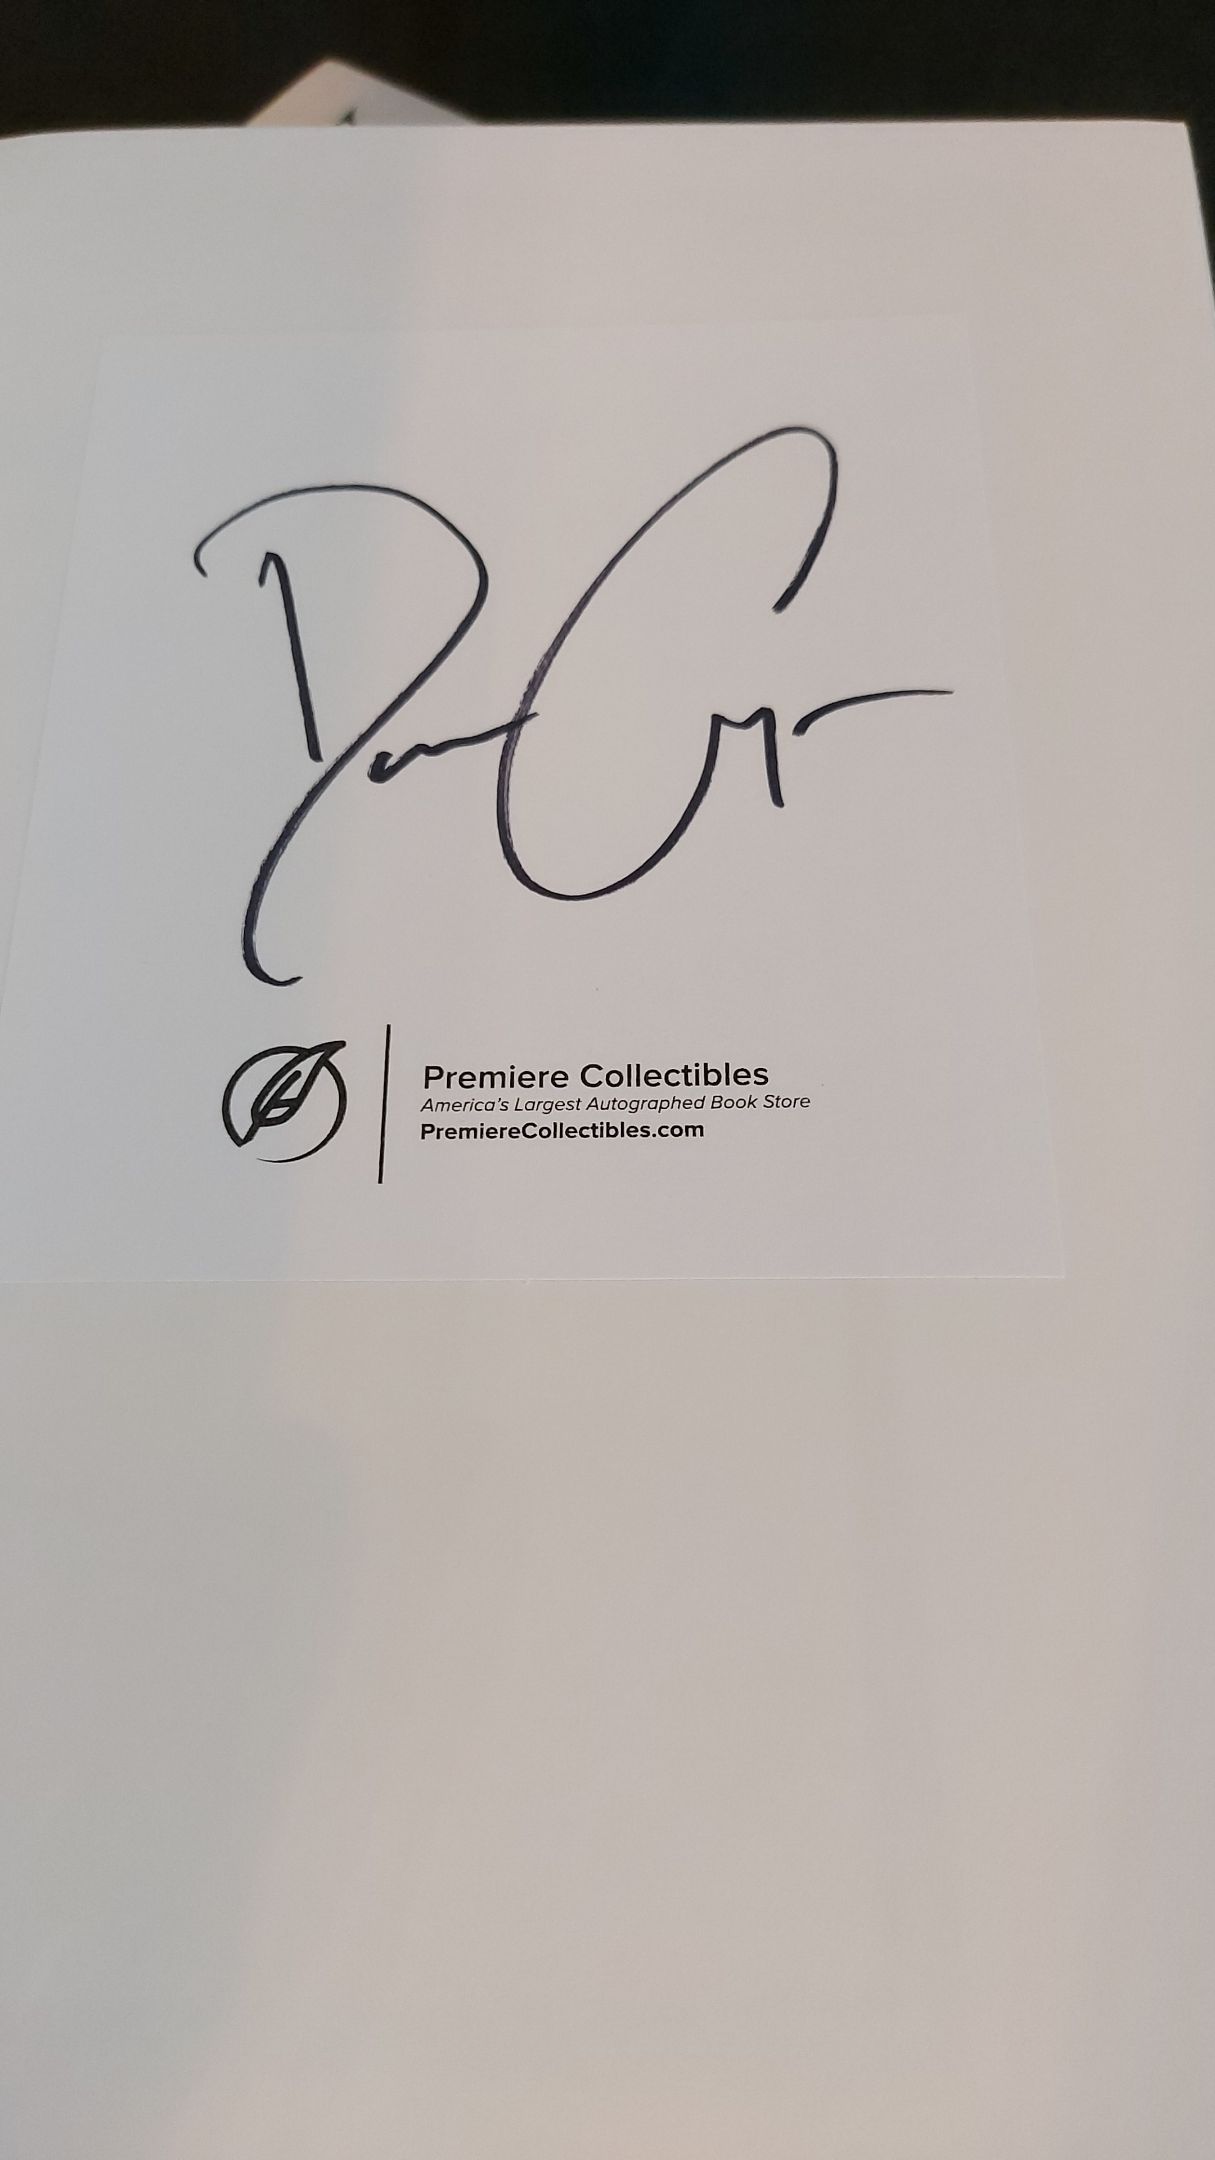 Premiere Collectibles
America's Largest Autographed Book Store
PremiereCollectibles.com